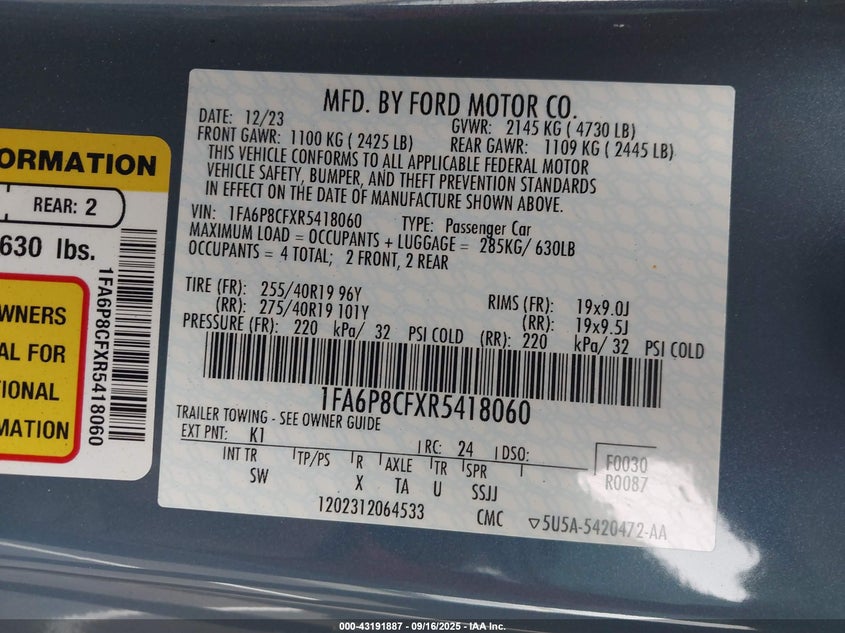 MFD. BY FORD MOTOR CO.
DATE: 12/23 GVWR: 2145 KG ( 4730 LB)
FRONT GAWR: 1100 KG ( 2425 LB) REAR GAWR: 1109 KG ( 2445 LB)
THIS VEHICLE CONFORMS TO ALL APPLICABLE FEDERAL MOTOR
VEHICLE SAFETY, BUMPER, AND THEFT PREVENTION STANDARDS
IN EFFECT ON THE DATE OF MANUFACTURE SHOWN ABOVE.
VIN: 1FA6P8CFXR5418060 TYPE: Passenger Car
MAXIMUM LOAD = OCCUPANTS + LUGGAGE = 285KG/ 630LB
OCCUPANTS = 4 TOTAL; 2 FRONT, 2 REAR
TIRE (FR): 255/40R19 96Y RIMS (FR): 19x9.0J
(RR): 275/40R19 101Y (RR): 19x9.5J
PRESSURE (FR): 220 kPa/ 32 PSI COLD (RR): 220 kPa/ 32 PSI COLD
1FA6P8CFXR5418060
TRAILER TOWING - SEE OWNER GUIDE
EXT PNT: K1 RC: 24 DSO:
F0030
R0087
INT TR TP/PS R AXLE TR SPR
SW X TA U SSJJ
1202312064533 CMC ▽5U5A-5420472-AA
ORMATION
REAR: 2
630 lbs.
WNERS
AL FOR
TIONAL
MATION
1FA6P8CFXR5418060
000-43191887 - 09/16/2025 - IAA Inc.